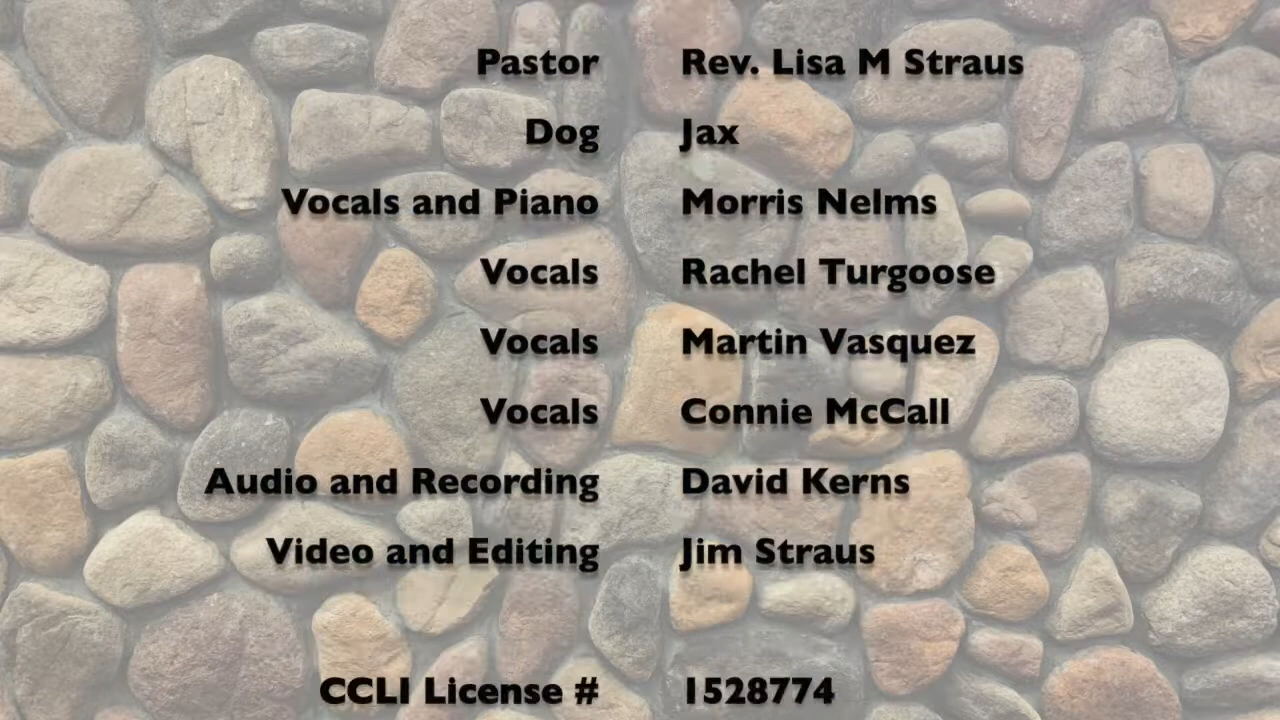 Pastor Rev. Lisa M Straus
Dog Jax
Vocals and Piano Morris Nelms
Vocals Rachel Turgoose
Vocals Martin Vasquez
Vocals Connie McCall
Audio and Recording David Kerns
Video and Editing Jim Straus
CCLI License # 1528774